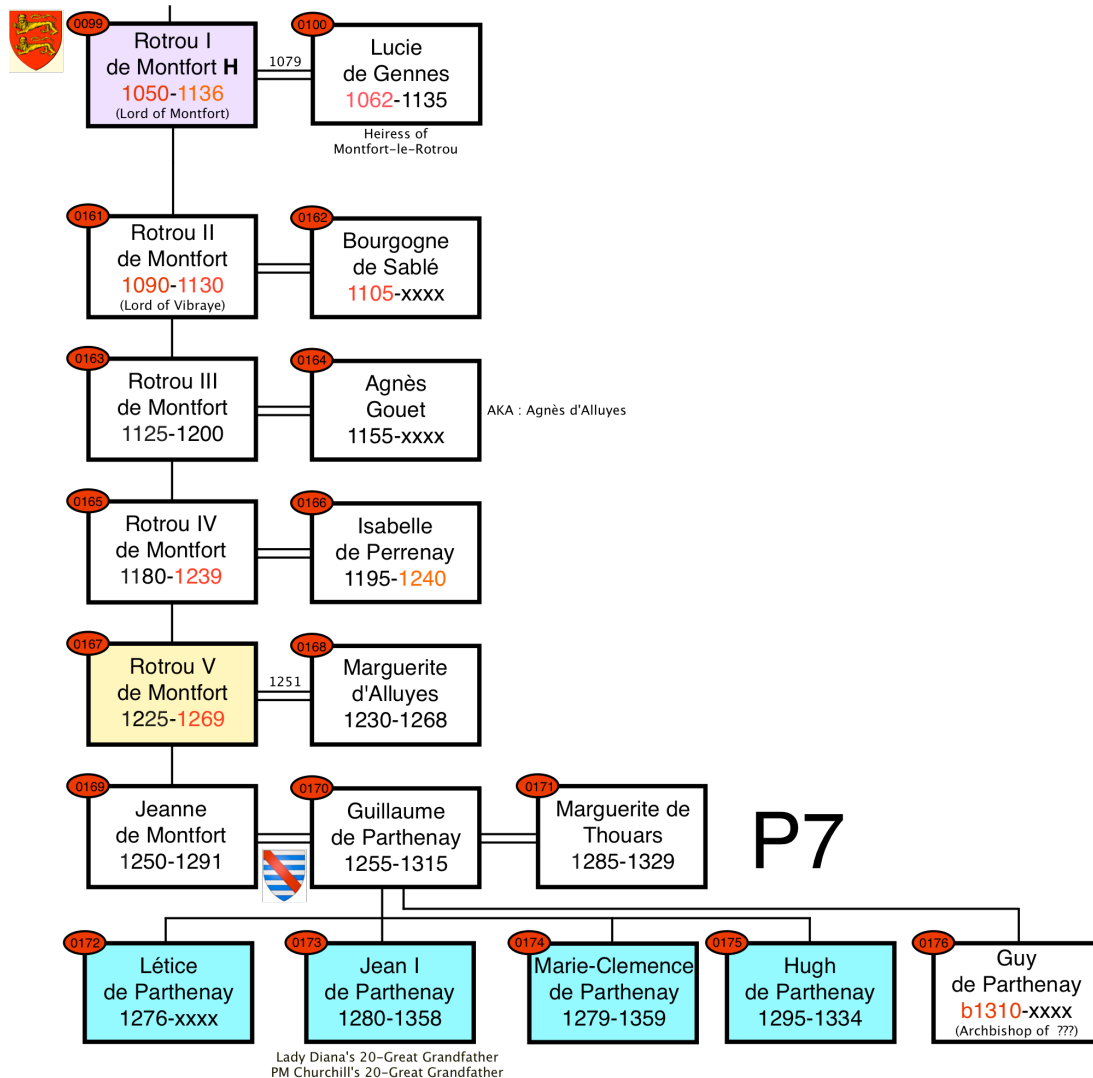 0099
Rotrou I
de Montfort H
1050-1136
(Lord of Montfort)
1079
0100
Lucie
de Gennes
1062-1135
Heiress of
Montfort-le-Rotrou
0161
Rotrou II
de Montfort
1090-1130
(Lord of Vibraye)
0162
Bourgogne
de Sablé
1105-xxxx
0163
Rotrou III
de Montfort
1125-1200
0164
Agnès
Gouet
1155-xxxx
AKA : Agnès d'Alluyes
0165
Rotrou IV
de Montfort
1180-1239
0166
Isabelle
de Perrenay
1195-1240
0167
Rotrou V
de Montfort
1225-1269
1251
0168
Marguerite
d'Alluyes
1230-1268
0169
Jeanne
de Montfort
1250-1291
0170
Guillaume
de Parthenay
1255-1315
0171
Marguerite de
Thouars
1285-1329
P7
0172
Létice
de Parthenay
1276-xxxx
0173
Jean I
de Parthenay
1280-1358
Lady Diana's 20-Great Grandfather
PM Churchill's 20-Great Grandfather
0174
Marie-Clemence
de Parthenay
1279-1359
0175
Hugh
de Parthenay
1295-1334
0176
Guy
de Parthenay
b1310-xxxx
(Archbishop of ???)